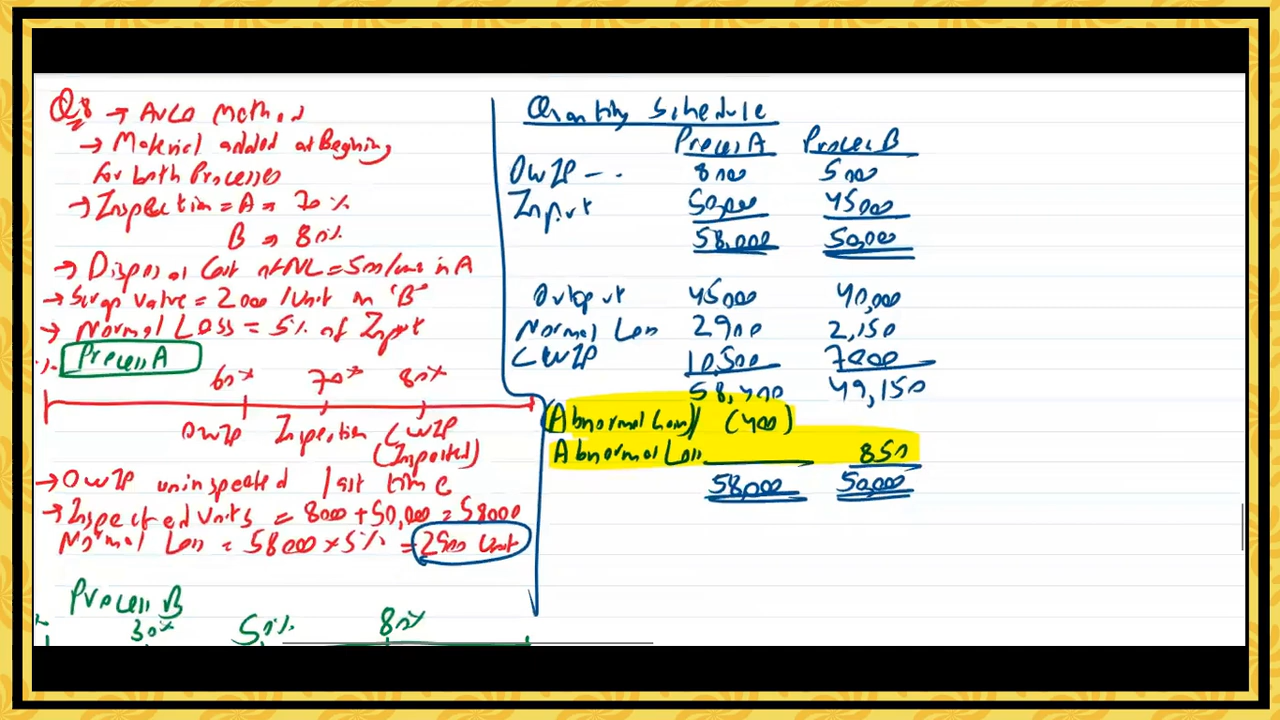 Q8 → AVCO Method
→ Material added at Begining
for both Processes
→ Inspection = A = 70%
B → 80%
→ Disposal Cost of NL = 500/unit in A
→ Scrap value = 2000/Unit in "B"
→ Normal Loss = 5% of Input
Process A
60% 70% 80%
OWIP Inspection CWIP
(Inspected)
→ OWIP uninspected last time
→ Inspected Units = 8000 + 50,000 = 58000
Normal Loss = 58000 × 5% = 2900 Unit
Process B
30% 50% 80%
Quantity Schedule
Process A Process B
OWIP -- 8000 5000
Input 50,000 45000
58,000 50,000
Output 45000 40,000
Normal Loss 2900 2,150
CWIP 10,500 7000
58,400 49,150
(Abnormal Gain) (400)
Abnormal Loss 850
58,000 50,000